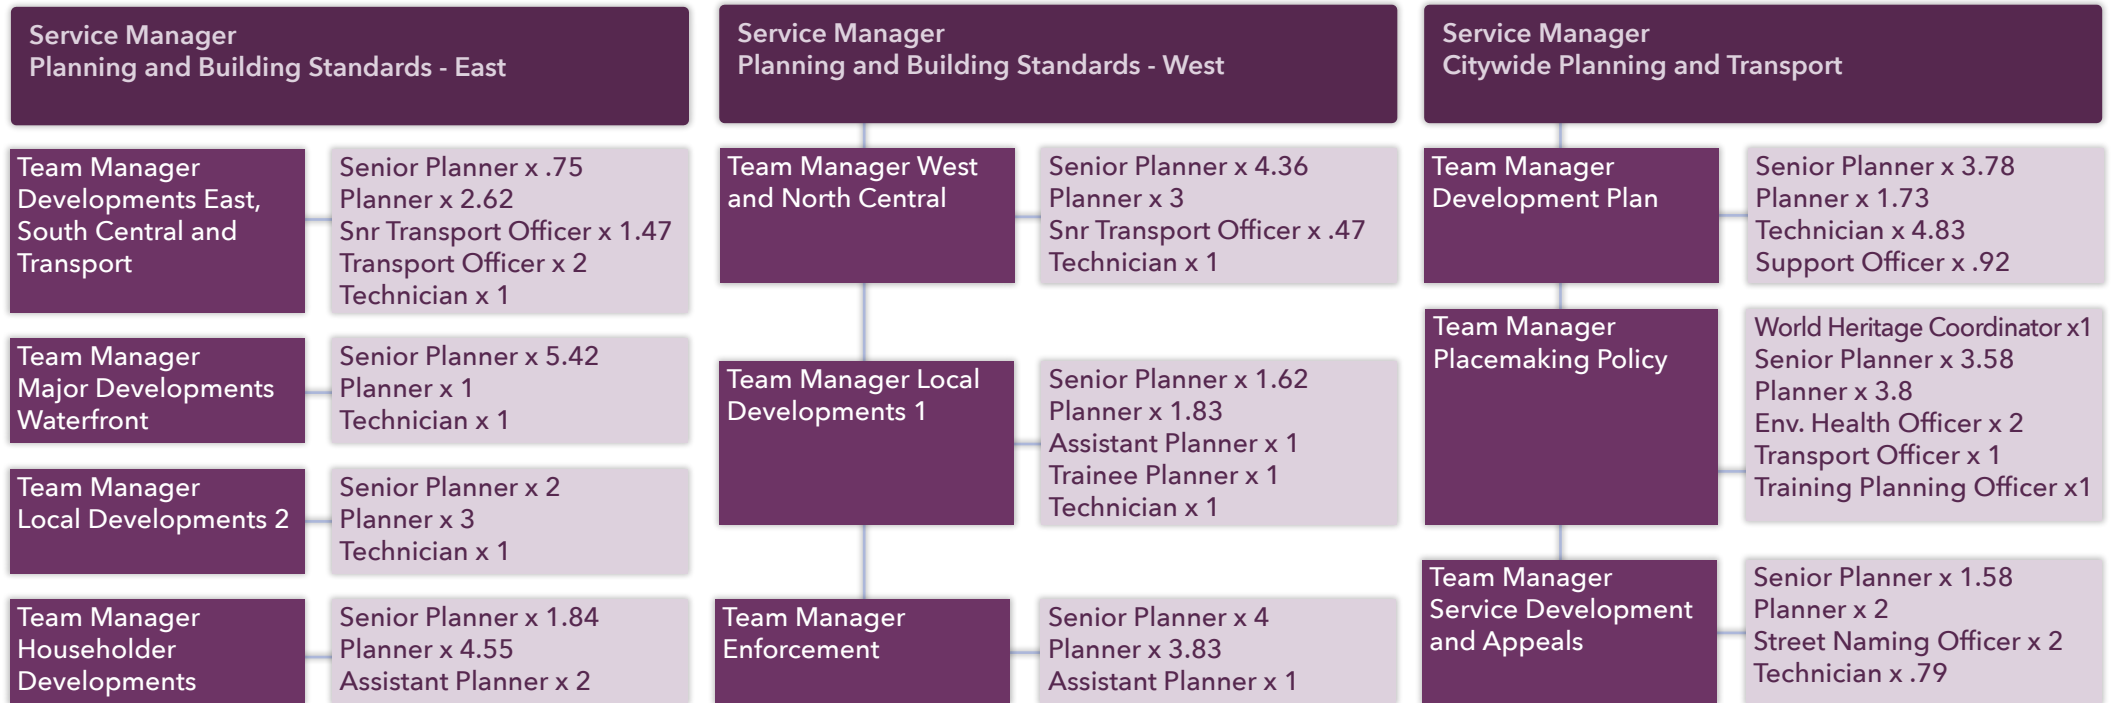 Service Manager
Planning and Building Standards - East
Team Manager
Developments East,
South Central and
Transport
Senior Planner x .75
Planner x 2.62
Snr Transport Officer x 1.47
Transport Officer x 2
Technician x 1
Team Manager
Major Developments
Waterfront
Senior Planner x 5.42
Planner x 1
Technician x 1
Team Manager
Local Developments 2
Senior Planner x 2
Planner x 3
Technician x 1
Team Manager
Householder
Developments
Senior Planner x 1.84
Planner x 4.55
Assistant Planner x 2
Service Manager
Planning and Building Standards - West
Team Manager West
and North Central
Senior Planner x 4.36
Planner x 3
Snr Transport Officer x .47
Technician x 1
Team Manager Local
Developments 1
Senior Planner x 1.62
Planner x 1.83
Assistant Planner x 1
Trainee Planner x 1
Technician x 1
Team Manager
Enforcement
Senior Planner x 4
Planner x 3.83
Assistant Planner x 1
Service Manager
Citywide Planning and Transport
Team Manager
Development Plan
Senior Planner x 3.78
Planner x 1.73
Technician x 4.83
Support Officer x .92
Team Manager
Placemaking Policy
World Heritage Coordinator x1
Senior Planner x 3.58
Planner x 3.8
Env. Health Officer x 2
Transport Officer x 1
Training Planning Officer x1
Team Manager
Service Development
and Appeals
Senior Planner x 1.58
Planner x 2
Street Naming Officer x 2
Technician x .79